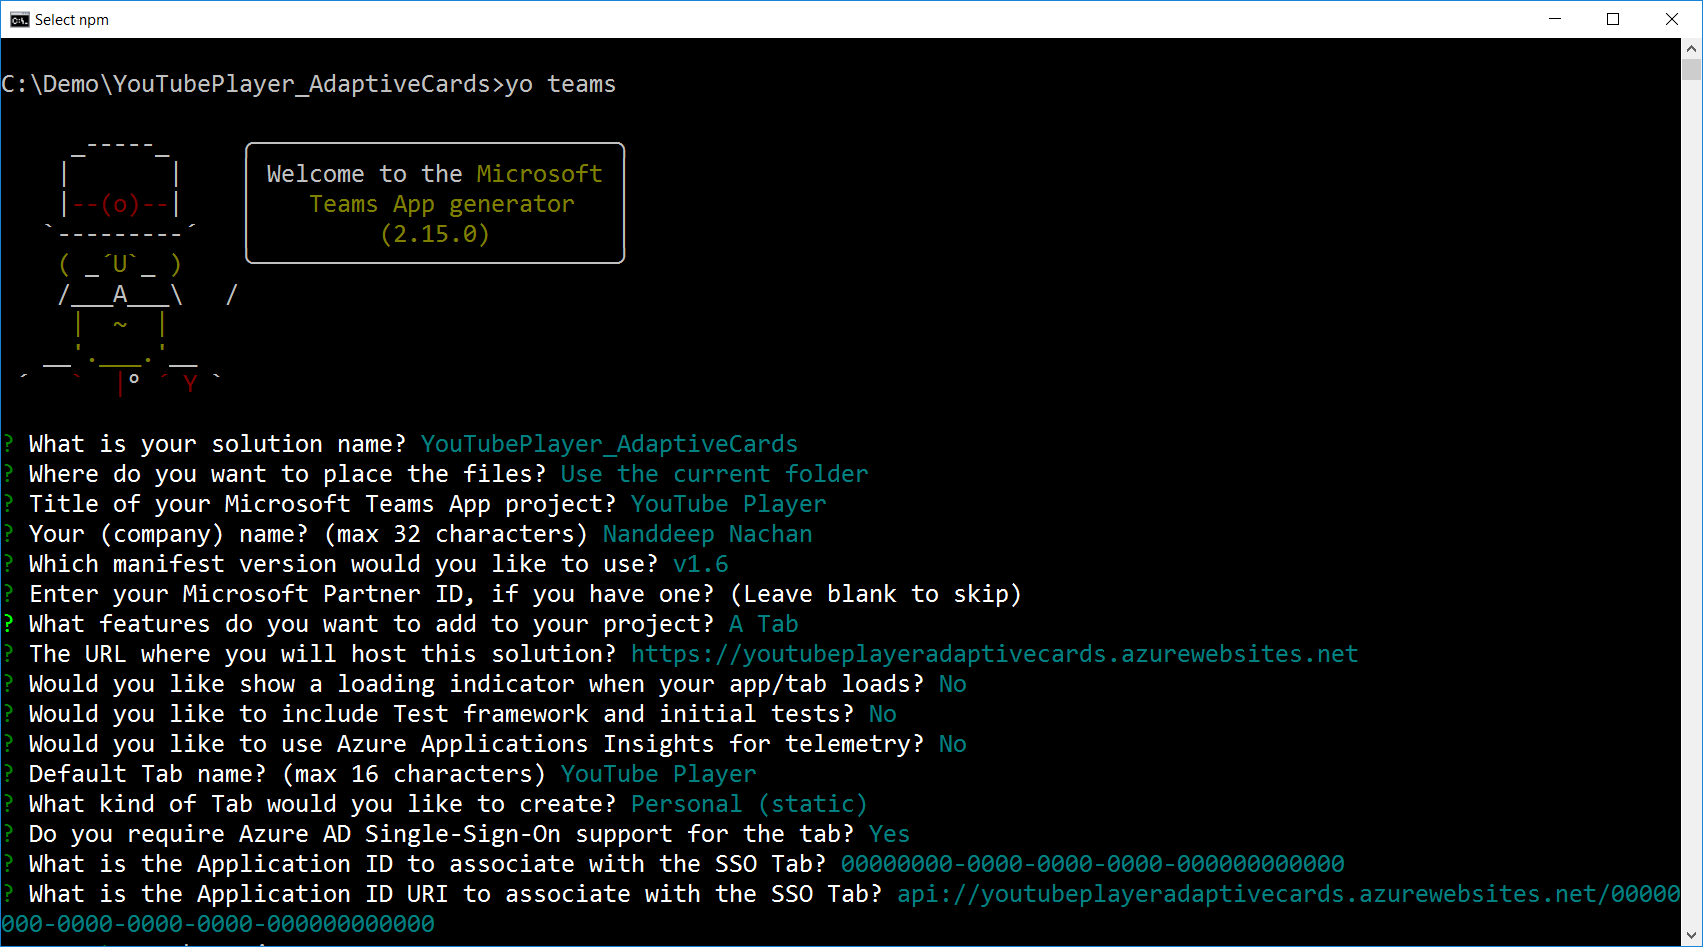 Select npm
C:\Demo\YouTubePlayer_AdaptiveCards>yo teams
Welcome to the Microsoft
Teams App generator
(2.15.0)
? What is your solution name? YouTubePlayer_AdaptiveCards
? Where do you want to place the files? Use the current folder
? Title of your Microsoft Teams App project? YouTube Player
? Your (company) name? (max 32 characters) Nanddeep Nachan
? Which manifest version would you like to use? v1.6
? Enter your Microsoft Partner ID, if you have one? (Leave blank to skip)
? What features do you want to add to your project? A Tab
? The URL where you will host this solution? https://youtubeplayeradaptivecards.azurewebsites.net
? Would you like show a loading indicator when your app/tab loads? No
? Would you like to include Test framework and initial tests? No
? Would you like to use Azure Applications Insights for telemetry? No
? Default Tab name? (max 16 characters) YouTube Player
? What kind of Tab would you like to create? Personal (static)
? Do you require Azure AD Single-Sign-On support for the tab? Yes
? What is the Application ID to associate with the SSO Tab? 00000000-0000-0000-0000-000000000000
? What is the Application ID URI to associate with the SSO Tab? api://youtubeplayeradaptivecards.azurewebsites.net/00000
000-0000-0000-0000-000000000000